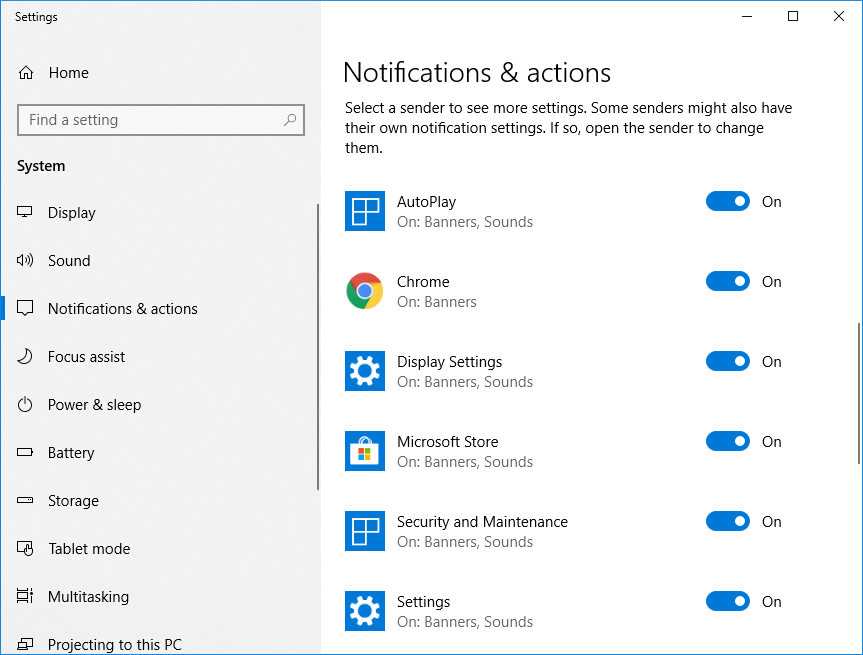 Settings
Home
Find a setting
System
Display
Sound
Notifications & actions
Focus assist
Power & sleep
Battery
Storage
Tablet mode
Multitasking
Projecting to this PC
Notifications & actions
Select a sender to see more settings. Some senders might also have
their own notification settings. If so, open the sender to change
them.
AutoPlay
On: Banners, Sounds
On
Chrome
On: Banners
On
Display Settings
On: Banners, Sounds
On
Microsoft Store
On: Banners, Sounds
On
Security and Maintenance
On: Banners, Sounds
On
Settings
On: Banners, Sounds
On